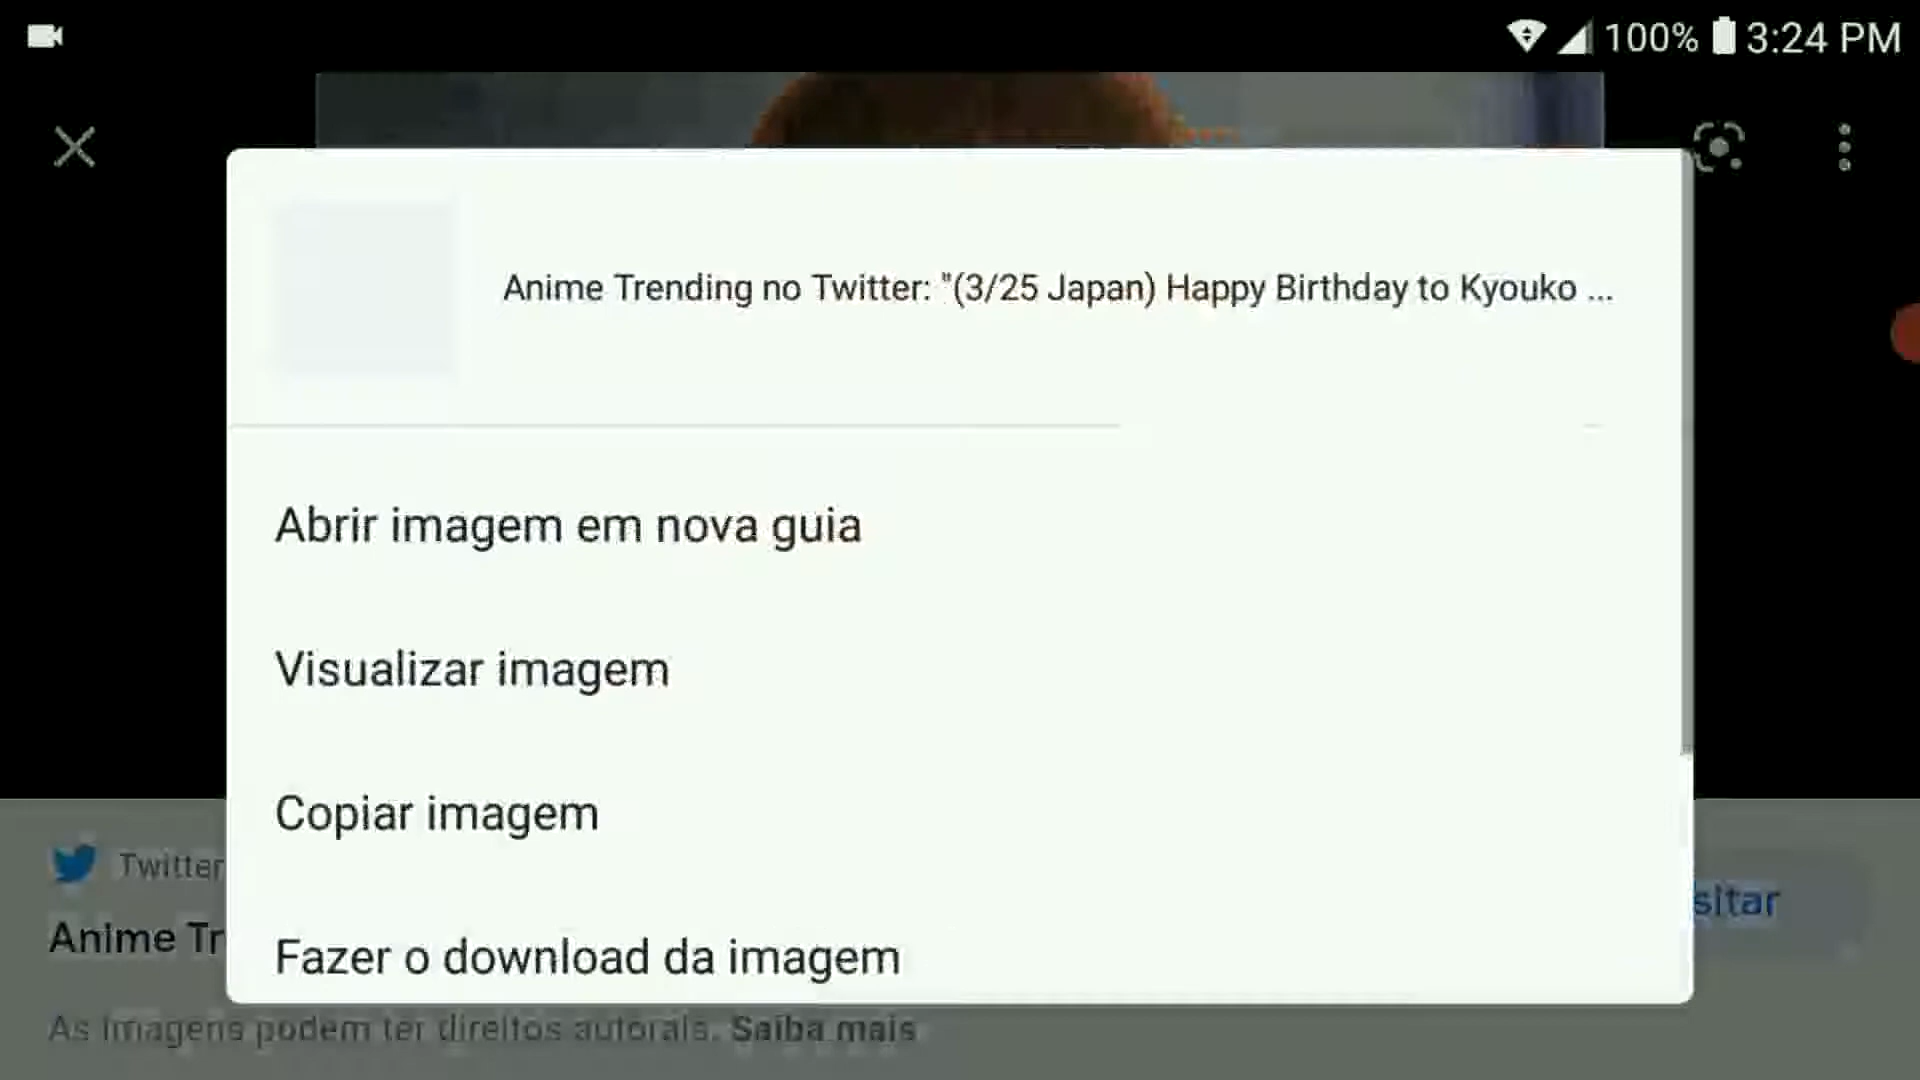 100% 3:24 PM
Anime Trending no Twitter: "(3/25 Japan) Happy Birthday to Kyouko ...
Abrir imagem em nova guia
Visualizar imagem
Copiar imagem
Fazer o download da imagem
Twitter
sitar
Anime Tr
As imagens podem ter direitos autorais. Saiba mais